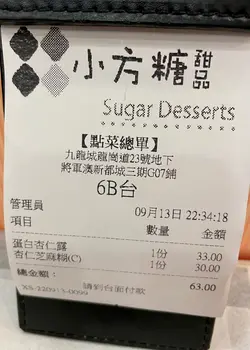 小方糖甜品
Sugar Desserts
【點菜總單】
九龍城龍崗道23號地下
將軍澳新都城三期G07鋪
6B台
管理員 09月13日 22:34:18
項目 數量 金額
蛋白杏仁露 1份 33.00
杏仁芝麻糊(C) 1份 30.00
總金額: 63.00
請到台面付款
XS-220913-0099